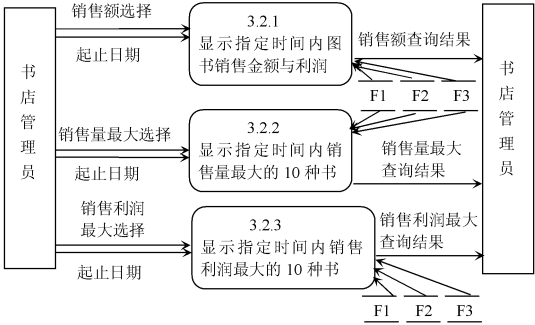 书店管理员
销售额选择
起止日期
3.2.1
显示指定时间内图
书销售金额与利润
销售额查询结果
F1 F2 F3
书店管理员
销售量最大选择
起止日期
3.2.2
显示指定时间内销
售量最大的10种书
销售量最大
查询结果
销售利润
最大选择
起止日期
3.2.3
显示指定时间内销售
利润最大的10种书
销售利润最大
查询结果
F1 F2 F3